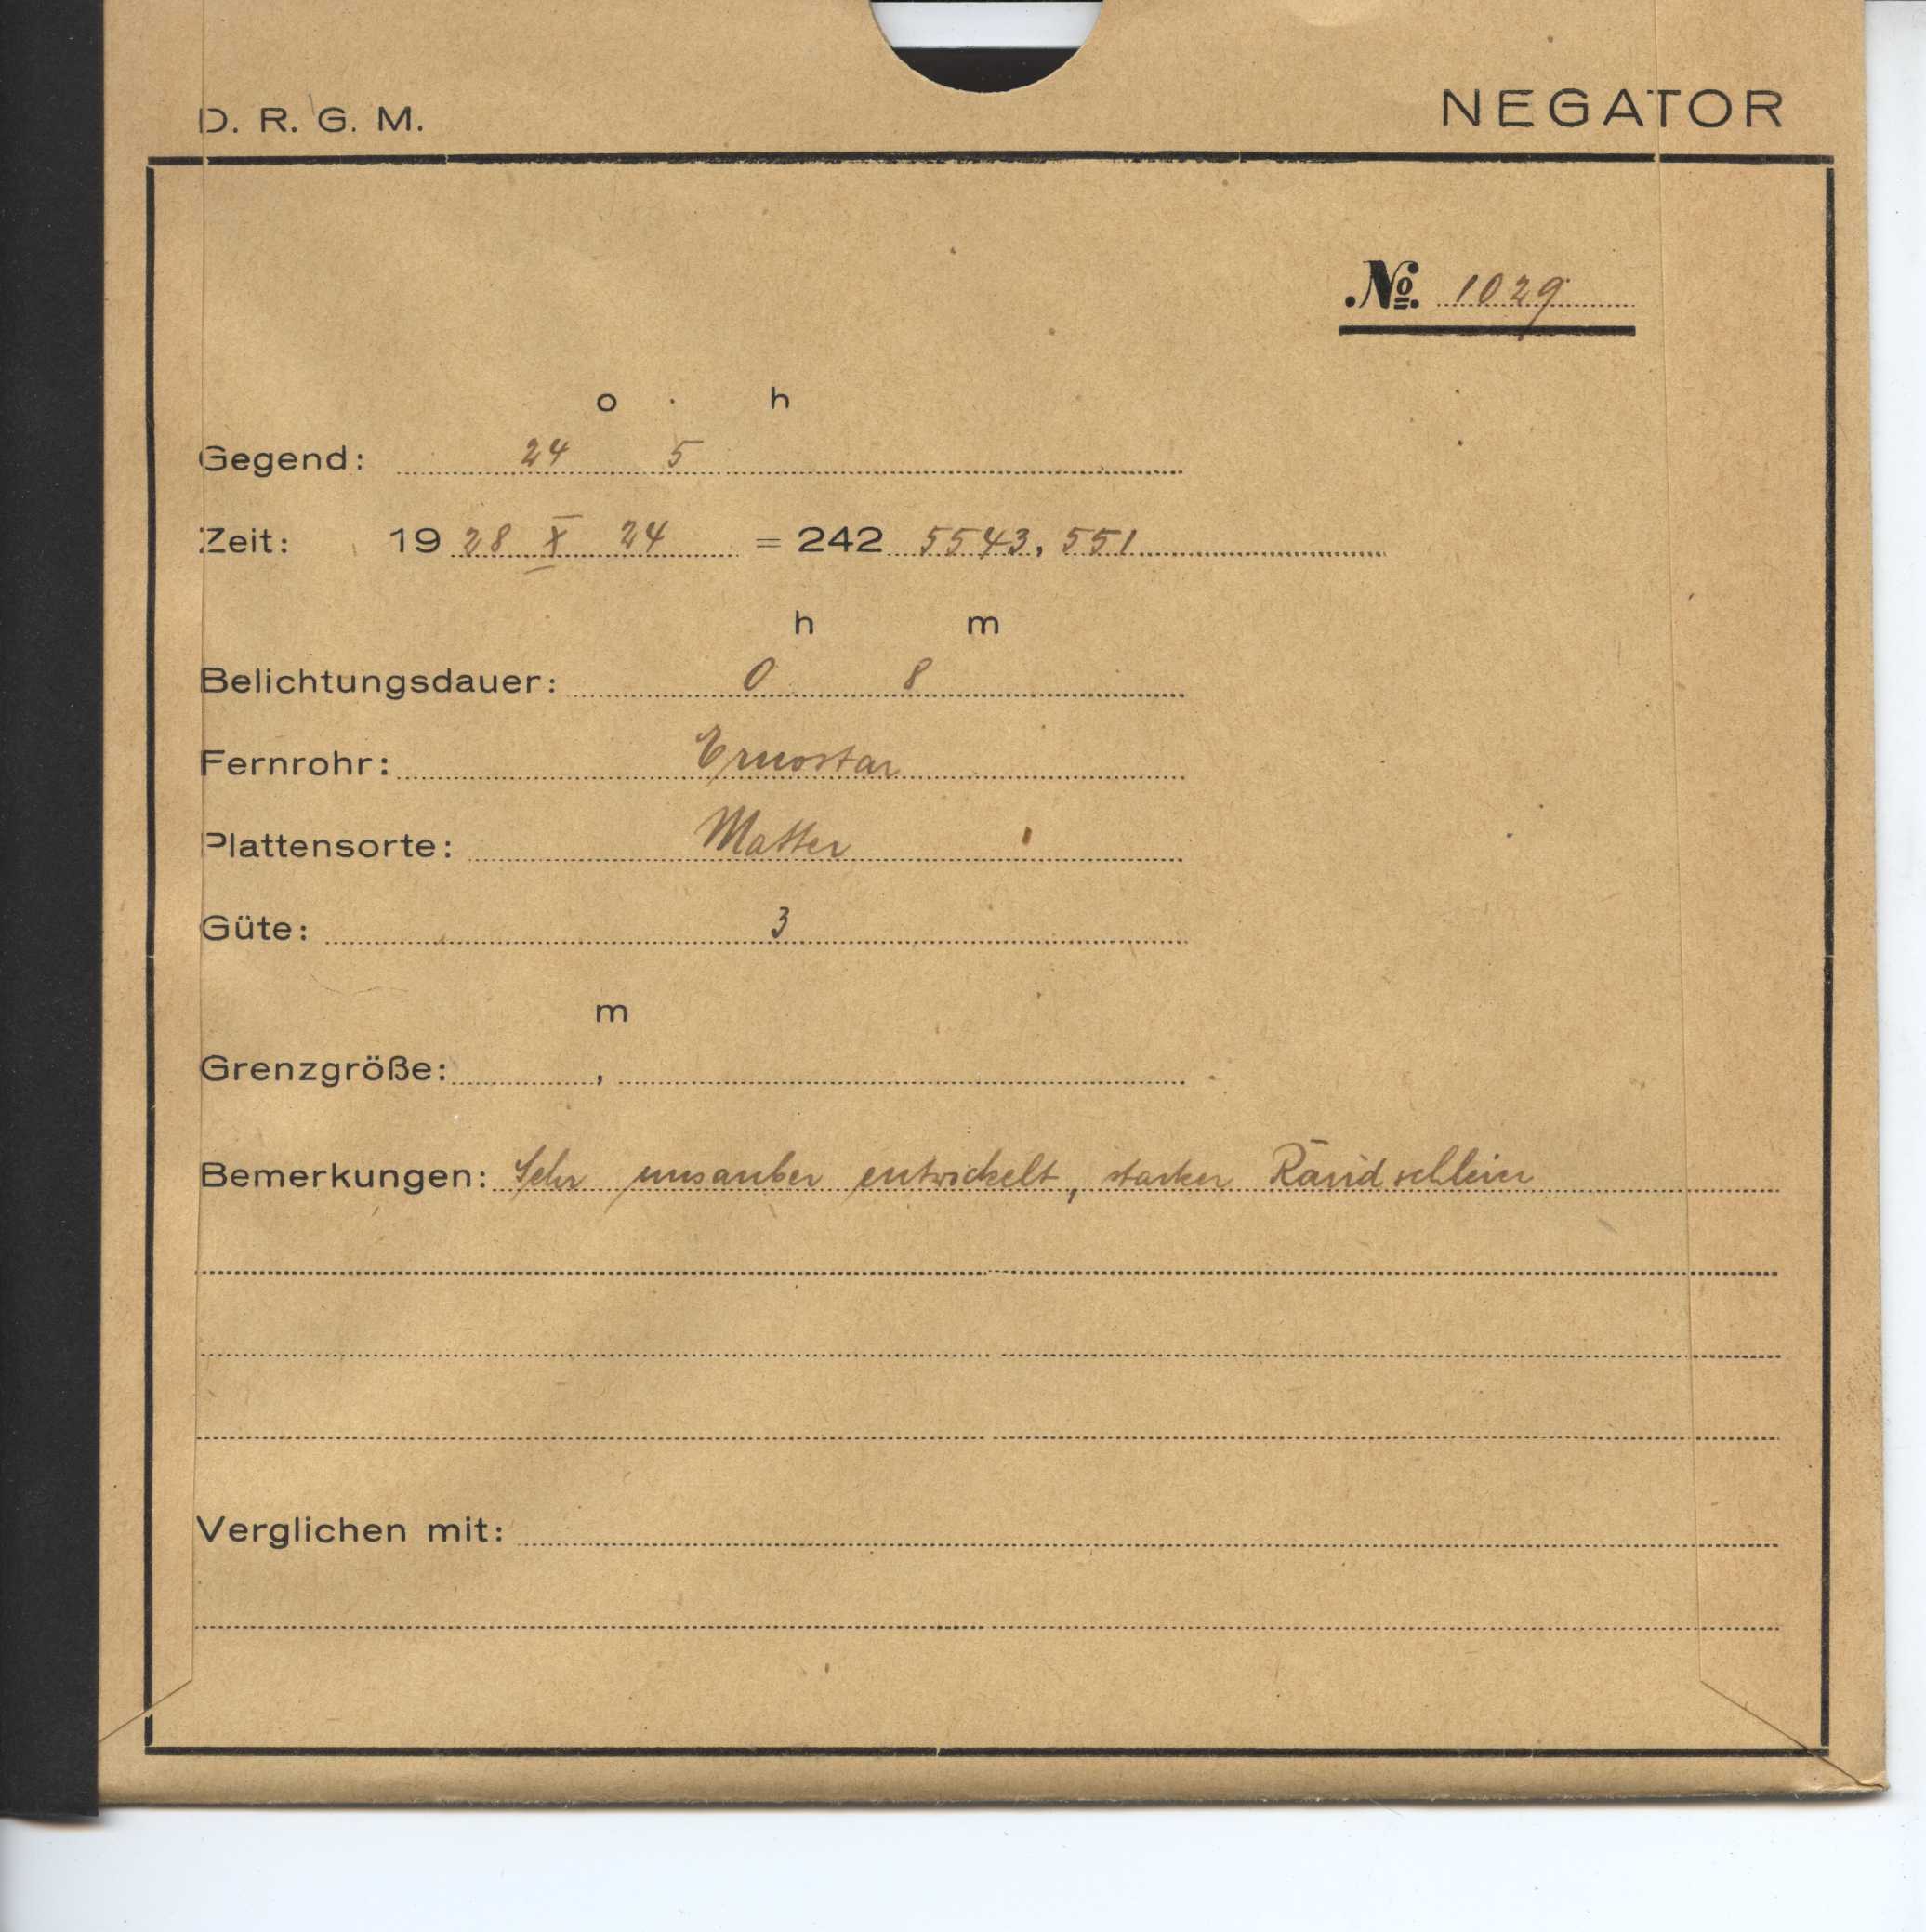 D. R. G. M. NEGATOR
№ 1029
o h
Gegend: 24 5
Zeit: 19 28 X 24 = 242 5543, 551
h m
Belichtungsdauer: 0 8
Fernrohr: Ernostar
Plattensorte: Matter
Güte: 3
m
Grenzgröße: ,
Bemerkungen: Sehr unsauber entwickelt, starker Randschleier
Verglichen mit: